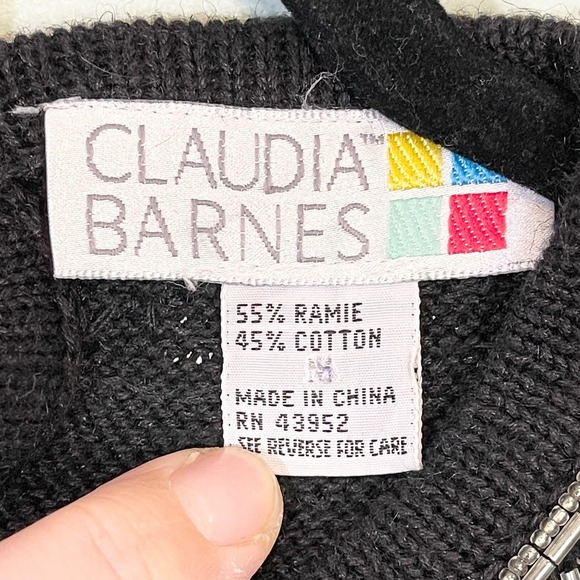 CLAUDIA™
BARNES
55% RAMIE
45% COTTON
M
MADE IN CHINA
RN 43952
SEE REVERSE FOR CARE